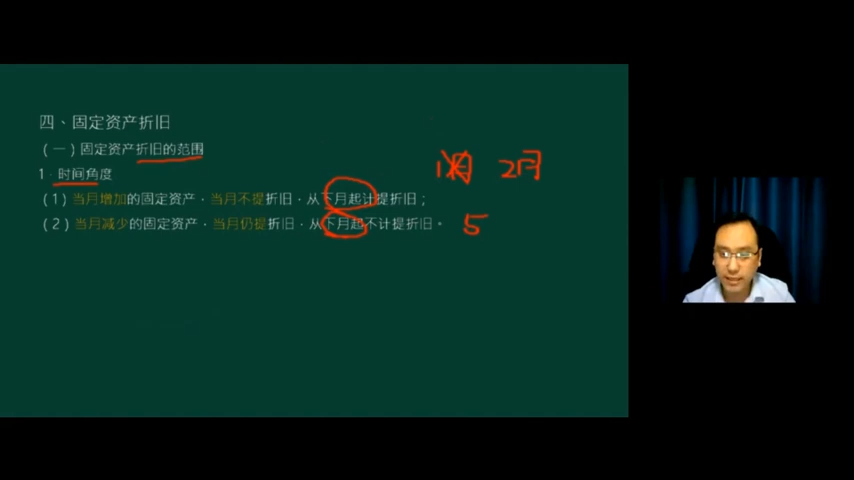 四、固定资产折旧
(一)固定资产折旧的范围
1.时间角度
(1)当月增加的固定资产,当月不提折旧,从下月起计提折旧;
(2)当月减少的固定资产,当月仍提折旧,从下月起不计提折旧。
1月 2月
5